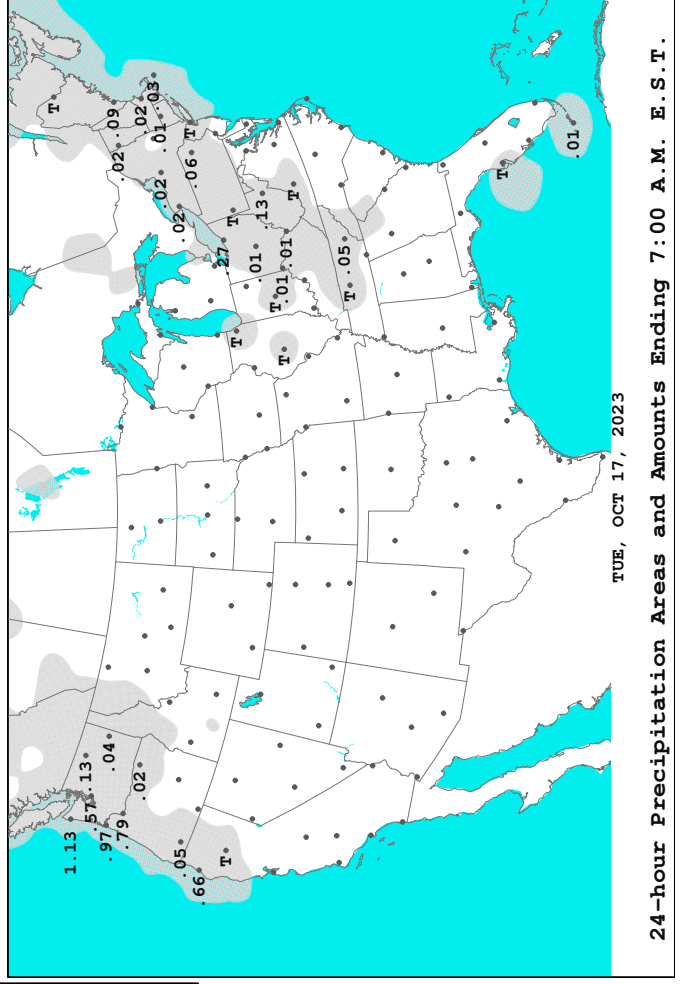 T
1.13
.13
.57
.97
.04
.09
.02
.79
.02
.02
.03
.01
.02
.02
.05
T
.06
.66
.27
T
T
T
.01
.13
T
.01
T
.01
T
.05
T
T
.01
TUE, OCT 17, 2023
24-hour Precipitation Areas and Amounts Ending 7:00 A.M. E.S.T.